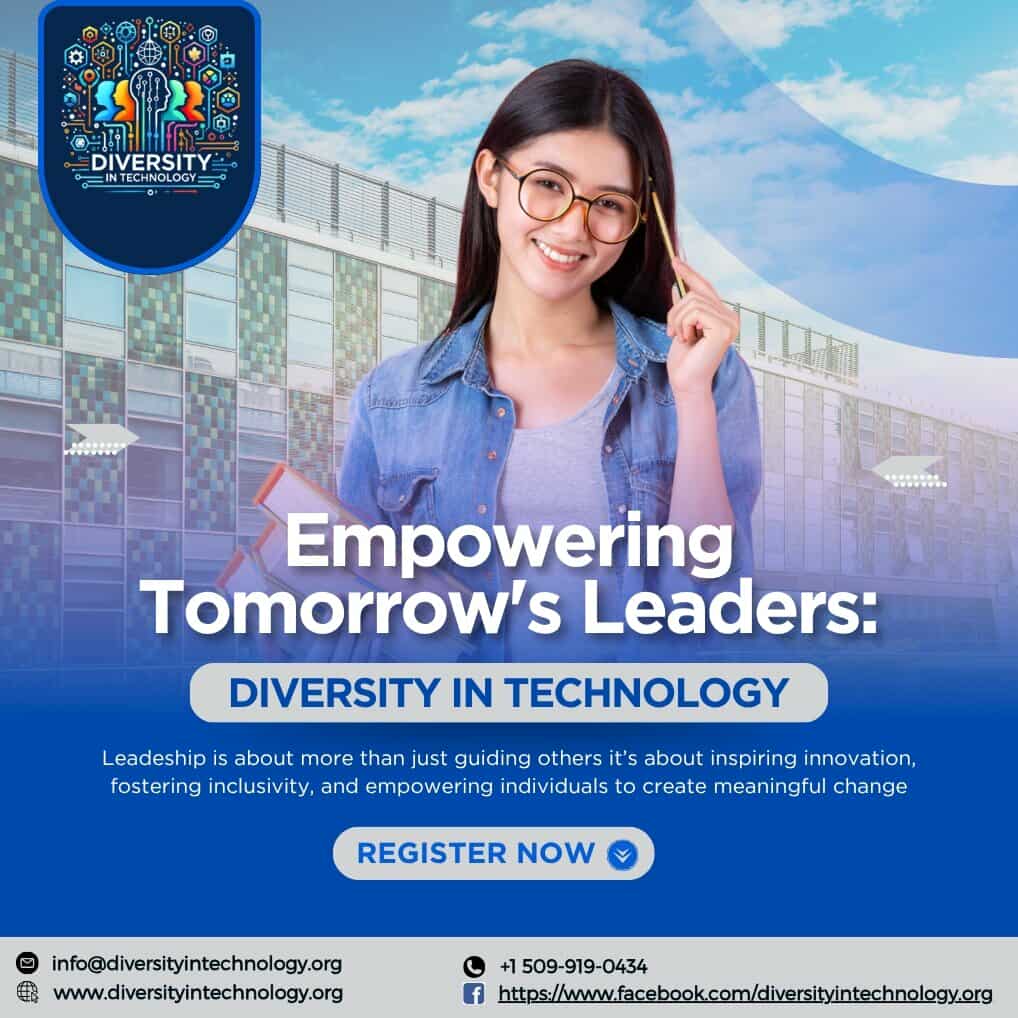 DIVERSITY
IN TECHNOLOGY
Empowering
Tomorrow's Leaders:
DIVERSITY IN TECHNOLOGY
Leadeship is about more than just guiding others it’s about inspiring innovation,
fostering inclusivity, and empowering individuals to create meaningful change
REGISTER NOW
info@diversityintechnology.org
+1 509-919-0434
www.diversityintechnology.org
https://www.facebook.com/diversityintechnology.org